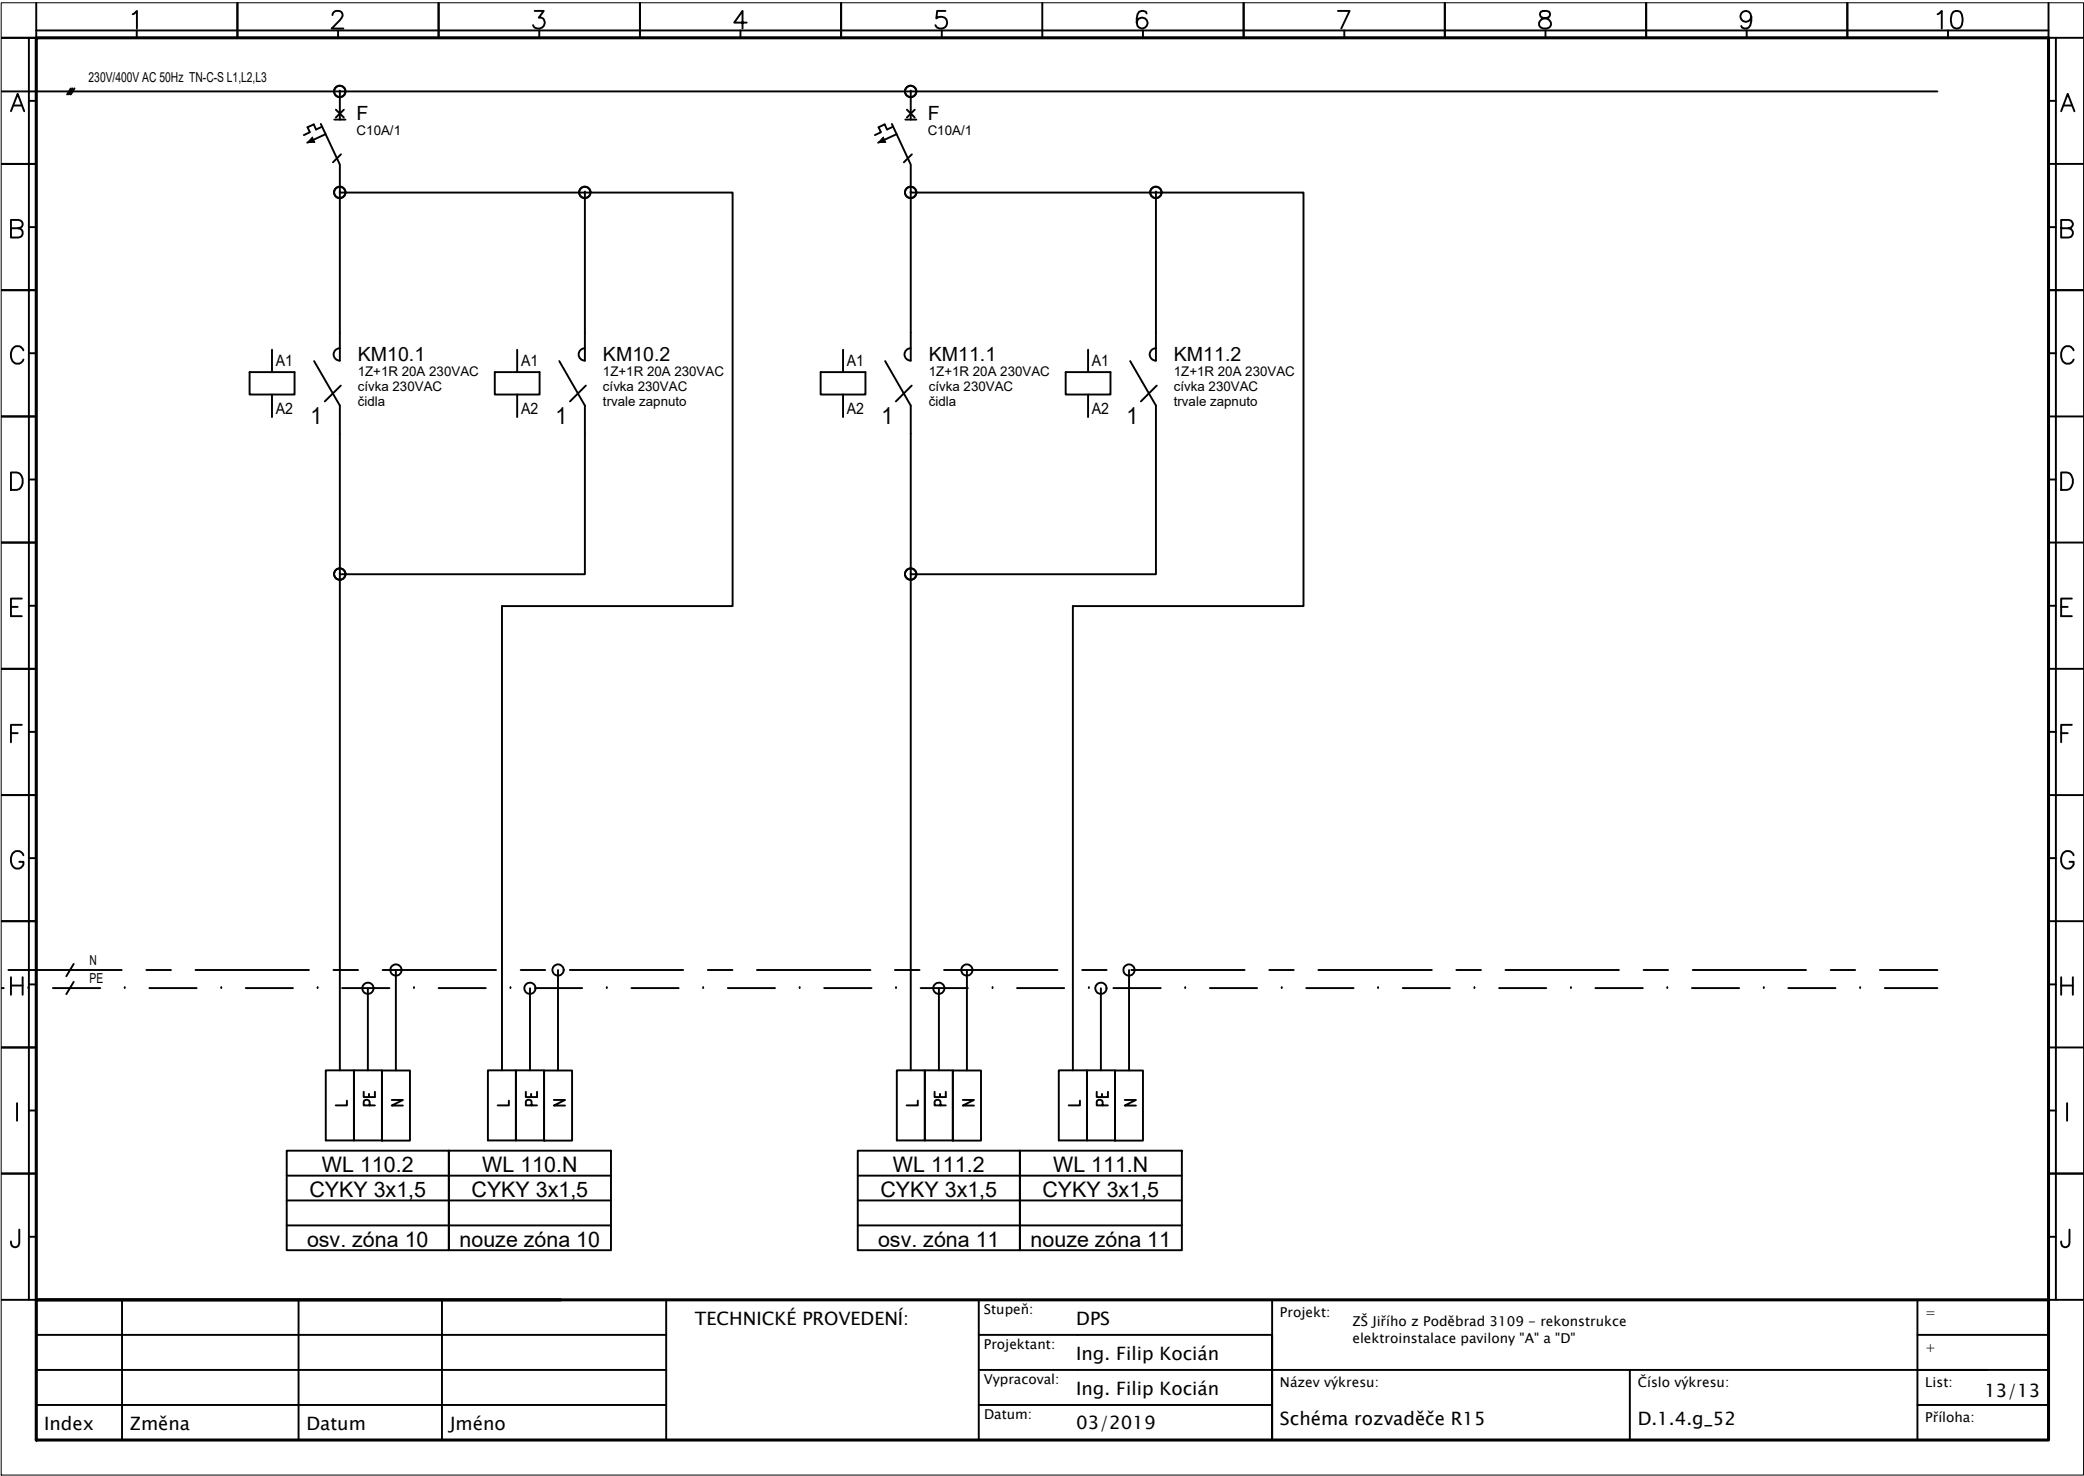 1 2 3 4 5 6 7 8 9 10
230V/400V AC 50Hz TN-C-S L1,L2,L3
A A
F
C10A/1
F
C10A/1
B B
C C
A1
A2
1
KM10.1
1Z+1R 20A 230VAC
cívka 230VAC
čidla
A1
A2
1
KM10.2
1Z+1R 20A 230VAC
cívka 230VAC
trvale zapnuto
A1
A2
1
KM11.1
1Z+1R 20A 230VAC
cívka 230VAC
čidla
A1
A2
1
KM11.2
1Z+1R 20A 230VAC
cívka 230VAC
trvale zapnuto
D D
E E
F F
G G
N
PE
H H
L PE N L PE N L PE N L PE N
I I
WL 110.2 WL 110.N WL 111.2 WL 111.N
CYKY 3x1,5 CYKY 3x1,5 CYKY 3x1,5 CYKY 3x1,5
osv. zóna 10 nouze zóna 10 osv. zóna 11 nouze zóna 11
J J
Index Změna Datum Jméno
TECHNICKÉ PROVEDENÍ:
Stupeň: DPS
Projektant: Ing. Filip Kocián
Vypracoval: Ing. Filip Kocián
Datum: 03/2019
Projekt: ZŠ Jiřího z Poděbrad 3109 – rekonstrukce
elektroinstalace pavilony "A" a "D"
Název výkresu:
Schéma rozvaděče R15
Číslo výkresu:
D.1.4.g_52
=
+
List: 13/13
Příloha: